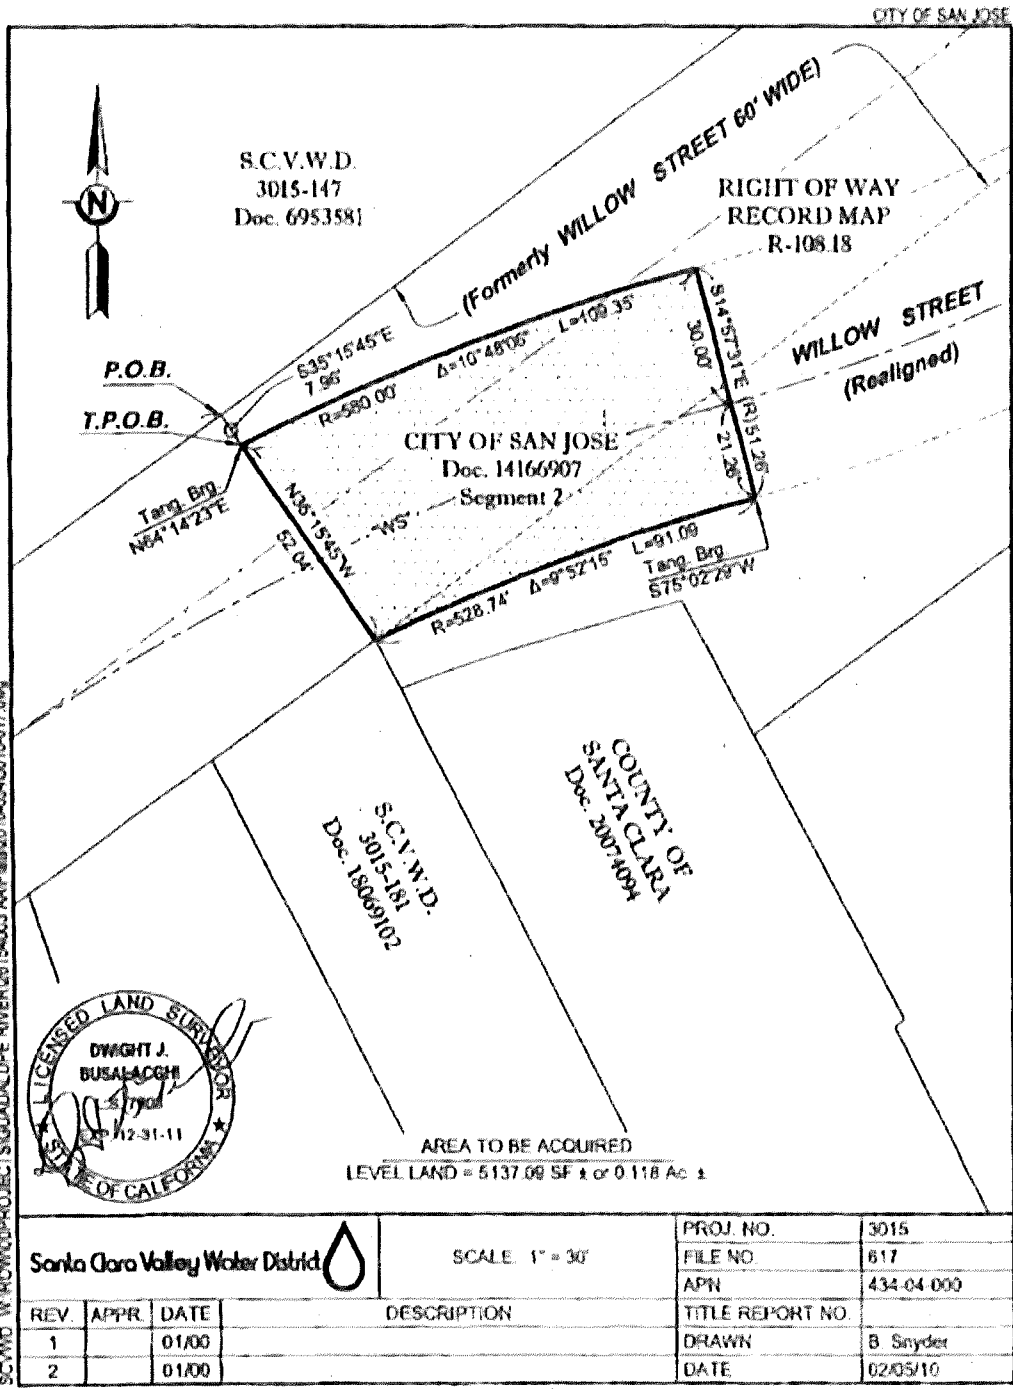 CITY OF SAN JOSE
S.C.V.W.D.
3015-147
Doc. 6953581
(Formerly WILLOW STREET 60' WIDE)
RIGHT OF WAY
RECORD MAP
R-108.18
WILLOW STREET
(Realigned)
N
P.O.B.
T.P.O.B.
S35°15'45"E
7.96'
R=580.00'
Δ=10°48'06"
L=109.35'
S14°57'31"E (R) 51.26'
30.00'
21.26'
CITY OF SAN JOSE
Doc. 14166907
Segment 2
Tang. Brg.
N64°14'23"E
N36°15'45"W
52.04'
"WS"
R=528.74'
Δ=9°52'15"
L=91.09
Tang. Brg
S75°02'29"W
S.C.V.W.D.
3015-181
Doc. 18069102
COUNTY OF
SANTA CLARA
Doc. 20074094
LICENSED LAND SURVEYOR
DWIGHT J.
BUSALACCHI
EXP. 12-31-11
STATE OF CALIFORNIA
AREA TO BE ACQUIRED
LEVEL LAND = 5137.09 SF ± or 0.118 Ac ±
Santa Clara Valley Water District
SCALE: 1" = 30'
PROJ. NO. 3015
FILE NO. 617
APN 434-04-000
REV. APPR. DATE DESCRIPTION
TITLE REPORT NO.
1 01/00
DRAWN B. Snyder
2 01/00
DATE 02/05/10